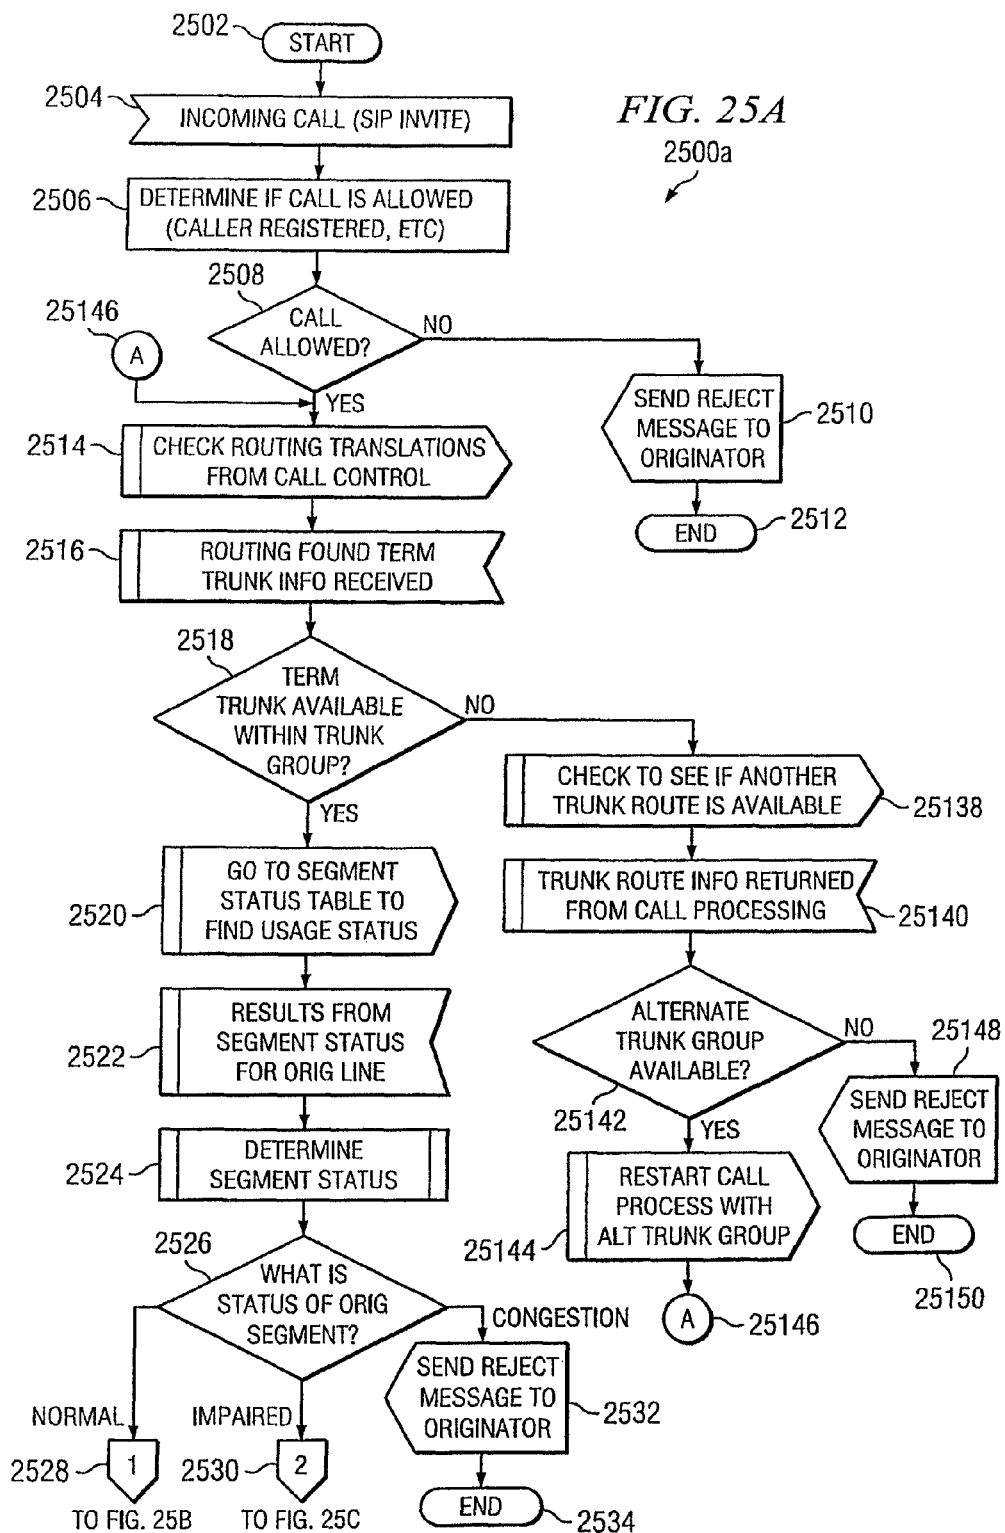 2502
START
2504
INCOMING CALL (SIP INVITE)
FIG. 25A
2500a
2506
DETERMINE IF CALL IS ALLOWED
(CALLER REGISTERED, ETC)
2508
CALL
ALLOWED?
NO
25146
A
YES
SEND REJECT
MESSAGE TO
ORIGINATOR
2510
END
2512
2514
CHECK ROUTING TRANSLATIONS
FROM CALL CONTROL
2516
ROUTING FOUND TERM
TRUNK INFO RECEIVED
2518
TERM
TRUNK AVAILABLE
WITHIN TRUNK
GROUP?
NO
YES
CHECK TO SEE IF ANOTHER
TRUNK ROUTE IS AVAILABLE
25138
TRUNK ROUTE INFO RETURNED
FROM CALL PROCESSING
25140
2520
GO TO SEGMENT
STATUS TABLE TO
FIND USAGE STATUS
2522
RESULTS FROM
SEGMENT STATUS
FOR ORIG LINE
ALTERNATE
TRUNK GROUP
AVAILABLE?
25142
NO
YES
25148
SEND REJECT
MESSAGE TO
ORIGINATOR
END
25150
2524
DETERMINE
SEGMENT STATUS
RESTART CALL
PROCESS WITH
ALT TRUNK GROUP
25144
A
25146
2526
WHAT IS
STATUS OF ORIG
SEGMENT?
CONGESTION
SEND REJECT
MESSAGE TO
ORIGINATOR
2532
END
2534
NORMAL
IMPAIRED
2528
1
2530
2
TO FIG. 25B
TO FIG. 25C